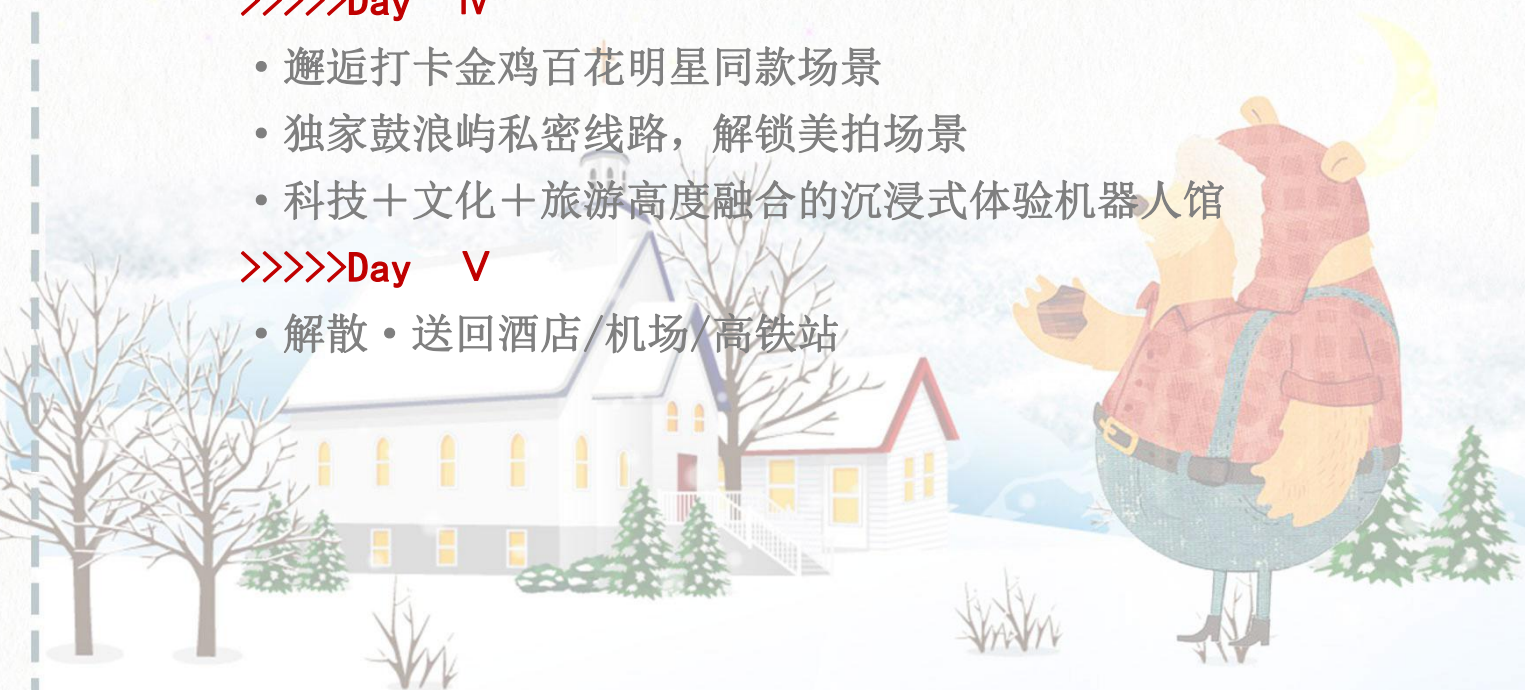 >>>>>Day Ⅳ
• 邂逅打卡金鸡百花明星同款场景
• 独家鼓浪屿私密线路，解锁美拍场景
• 科技＋文化＋旅游高度融合的沉浸式体验机器人馆
>>>>>Day Ⅴ
• 解散•送回酒店/机场/高铁站